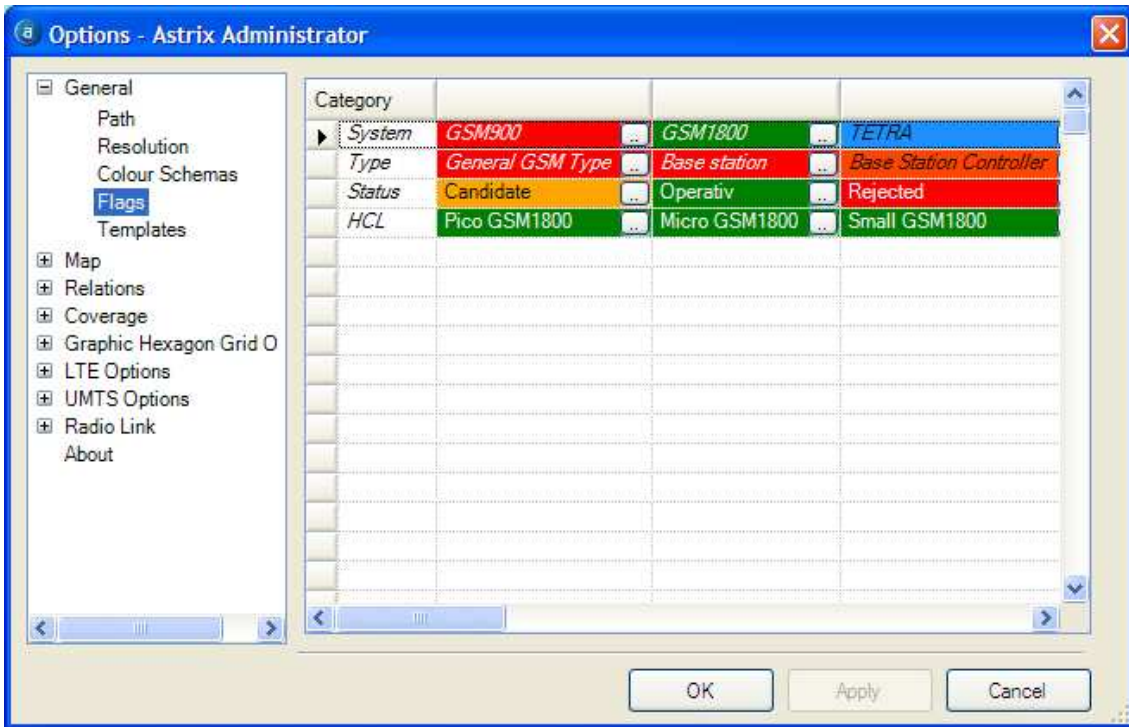 Options - Astrix Administrator
General
Path
Resolution
Colour Schemas
Flags
Templates
Map
Relations
Coverage
Graphic Hexagon Grid O
LTE Options
UMTS Options
Radio Link
About
Category
System GSM900 .. GSM1800 .. TETRA
Type General GSM Type .. Base station .. Base Station Controller
Status Candidate .. Operativ .. Rejected
HCL Pico GSM1800 .. Micro GSM1800 .. Small GSM1800
OK Apply Cancel